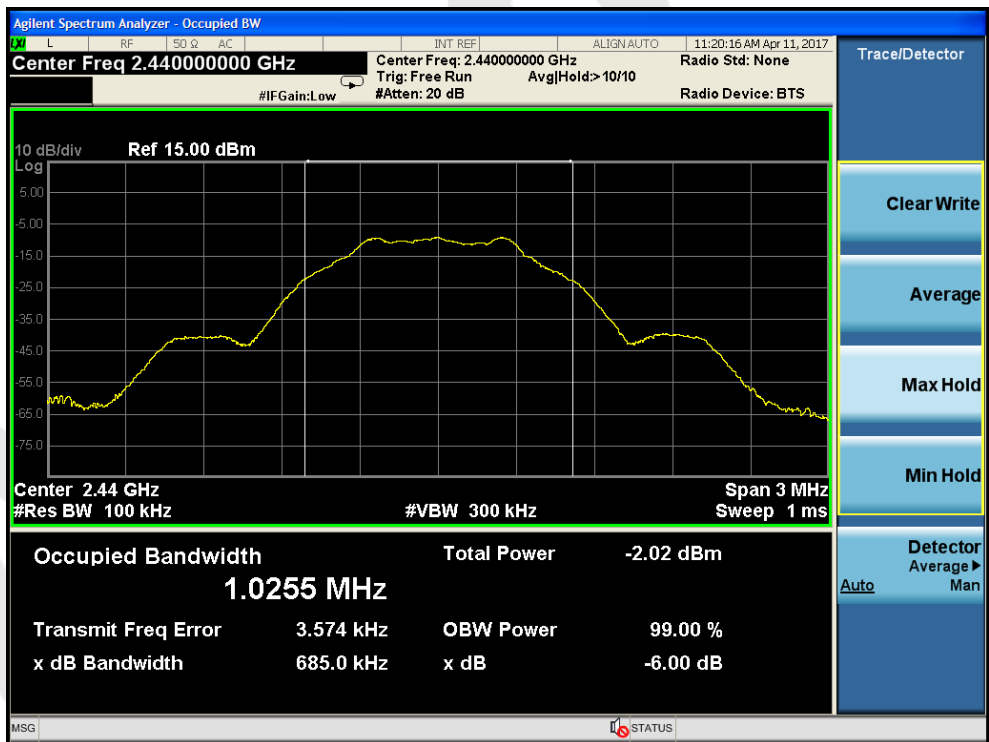 Agilent Spectrum Analyzer - Occupied BW
LXI L RF 50 Ω AC INT REF ALIGN AUTO 11:20:16 AM Apr 11, 2017
Center Freq 2.440000000 GHz
Center Freq: 2.440000000 GHz Radio Std: None
Trig: Free Run Avg|Hold:> 10/10
#IFGain:Low #Atten: 20 dB Radio Device: BTS
10 dB/div Ref 15.00 dBm
Log
5.00
-5.00
-15.0
-25.0
-35.0
-45.0
-55.0
-65.0
-75.0
Center 2.44 GHz Span 3 MHz
#Res BW 100 kHz #VBW 300 kHz Sweep 1 ms
Occupied Bandwidth Total Power -2.02 dBm
1.0255 MHz
Transmit Freq Error 3.574 kHz OBW Power 99.00 %
x dB Bandwidth 685.0 kHz x dB -6.00 dB
MSG STATUS
Trace/Detector
Clear Write
Average
Max Hold
Min Hold
Detector
Average▶
Auto Man